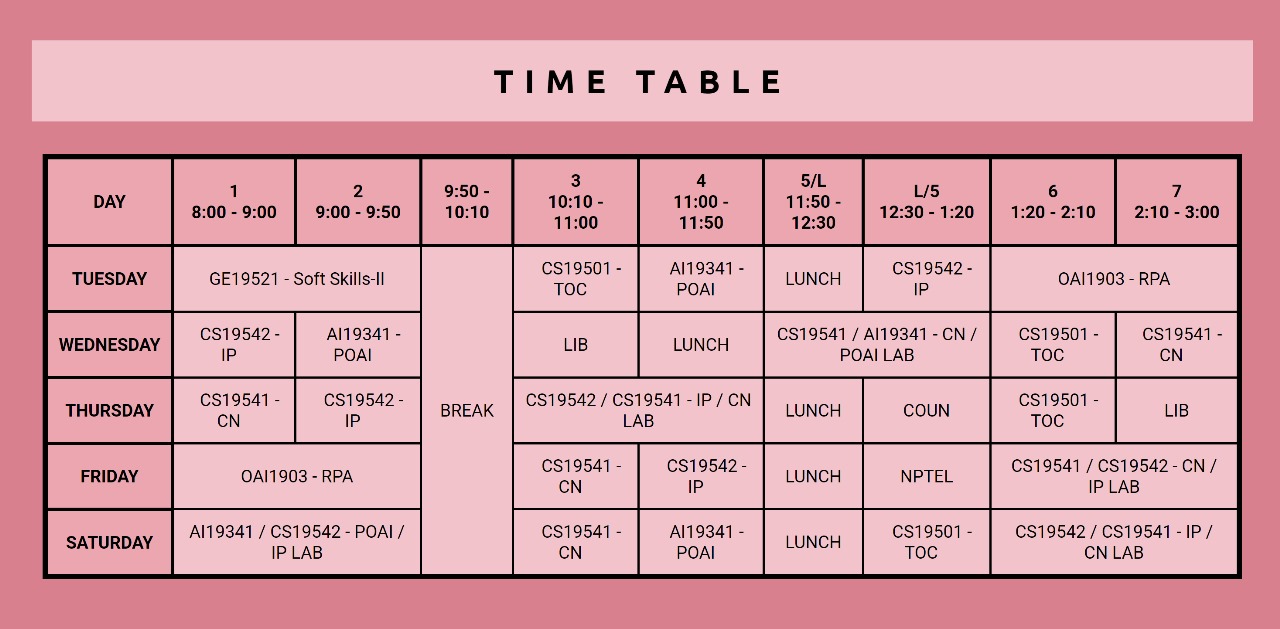 TIME TABLE
DAY
1
8:00 - 9:00
2
9:00 - 9:50
9:50 -
10:10
3
10:10 -
11:00
4
11:00 -
11:50
5/L
11:50 -
12:30
L/5
12:30 - 1:20
6
1:20 - 2:10
7
2:10 - 3:00
TUESDAY
GE19521 - Soft Skills-II
BREAK
CS19501 -
TOC
AI19341 -
POAI
LUNCH
CS19542 -
IP
OAI1903 - RPA
WEDNESDAY
CS19542 -
IP
AI19341 -
POAI
LIB
LUNCH
CS19541 / AI19341 - CN /
POAI LAB
CS19501 -
TOC
CS19541 -
CN
THURSDAY
CS19541 -
CN
CS19542 -
IP
CS19542 / CS19541 - IP / CN
LAB
LUNCH
COUN
CS19501 -
TOC
LIB
FRIDAY
OAI1903 - RPA
CS19541 -
CN
CS19542 -
IP
LUNCH
NPTEL
CS19541 / CS19542 - CN /
IP LAB
SATURDAY
AI19341 / CS19542 - POAI /
IP LAB
CS19541 -
CN
AI19341 -
POAI
LUNCH
CS19501 -
TOC
CS19542 / CS19541 - IP /
CN LAB